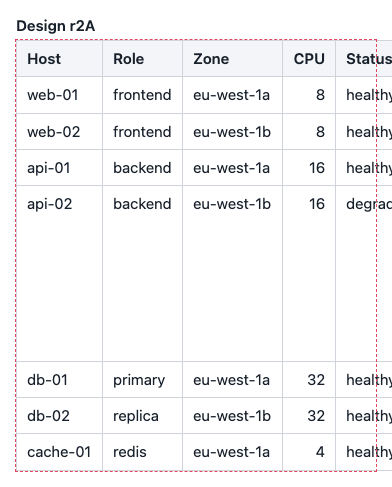 Design r2A
Host Role Zone CPU Status
web-01 frontend eu-west-1a 8 healthy
web-02 frontend eu-west-1b 8 healthy
api-01 backend eu-west-1a 16 healthy
api-02 backend eu-west-1b 16 degrad
db-01 primary eu-west-1a 32 healthy
db-02 replica eu-west-1b 32 healthy
cache-01 redis eu-west-1a 4 healthy